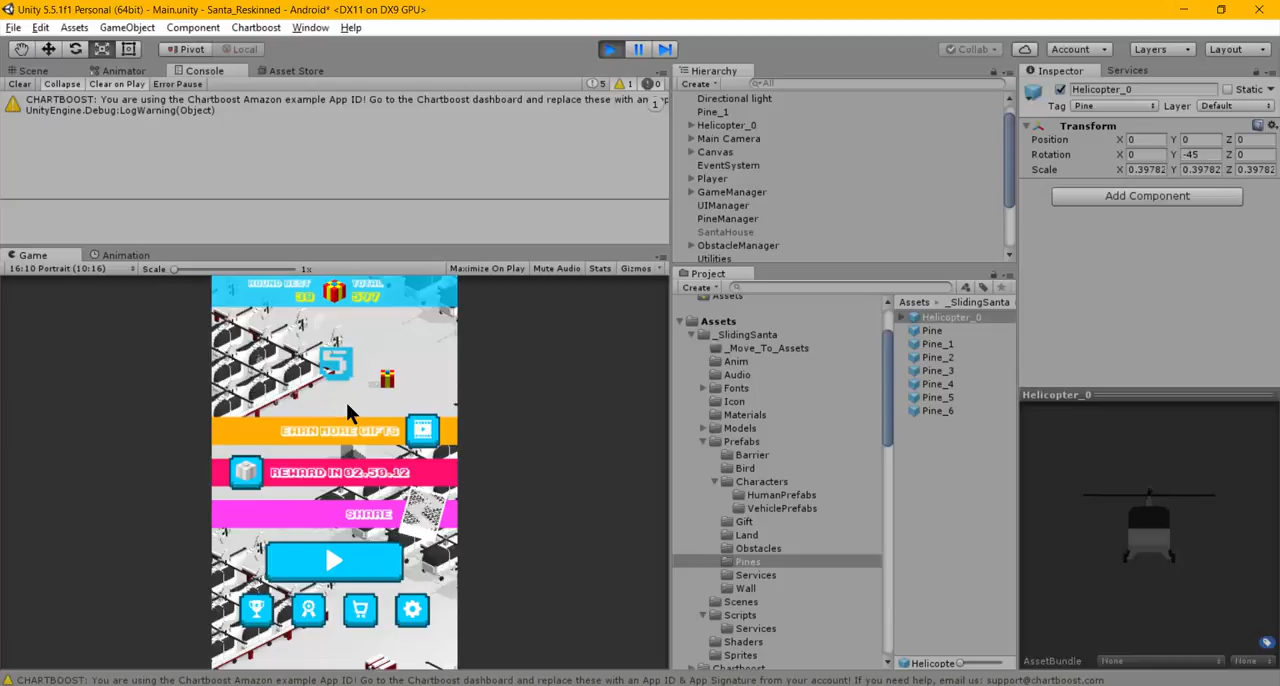 Unity 5.5.1f1 Personal (64bit) - Main.unity - Santa_Reskinned - Android* <DX11 on DX9 GPU>
File Edit Assets GameObject Component Chartboost Window Help
Pivot Local Collab Account Layers Layout
Scene Animator Console Asset Store
Clear Collapse Clear on Play Error Pause 5 1 0
CHARTBOOST: You are using the Chartboost Amazon example App ID! Go to the Chartboost dashboard and replace these with an App
UnityEngine.Debug:LogWarning(Object)
1
Game Animation
16:10 Portrait (10:16) Scale 1x Maximize On Play Mute Audio Stats Gizmos
ROUND BEST TOTAL
577
5
EARN MORE GIFTS
REWARD IN 02.50.12
SHARE
Hierarchy
Create All
Directional light
Pine_1
Helicopter_0
Main Camera
Canvas
EventSystem
Player
GameManager
UIManager
PineManager
SantaHouse
ObstacleManager
Utilities
Project
Create
Assets
Assets
_SlidingSanta
_Move_To_Assets
Anim
Audio
Fonts
Icon
Materials
Models
Prefabs
Barrier
Bird
Characters
HumanPrefabs
VehiclePrefabs
Gift
Land
Obstacles
Pines
Services
Wall
Scenes
Scripts
Services
Shaders
Sprites
Chartboost
Assets _SlidingSanta
Helicopter_0
Pine
Pine_1
Pine_2
Pine_3
Pine_4
Pine_5
Pine_6
Helicopte
Inspector Services
Helicopter_0 Static
Tag Pine Layer Default
Transform
Position X 0 Y 0 Z 0
Rotation X 0 Y -45 Z 0
Scale X 0.39782 Y 0.39782 Z 0.39782
Add Component
Helicopter_0
AssetBundle None None
CHARTBOOST: You are using the Chartboost Amazon example App ID! Go to the Chartboost dashboard and replace these with an App ID & App Signature from your account! If you need help, email us: support@chartboost.com